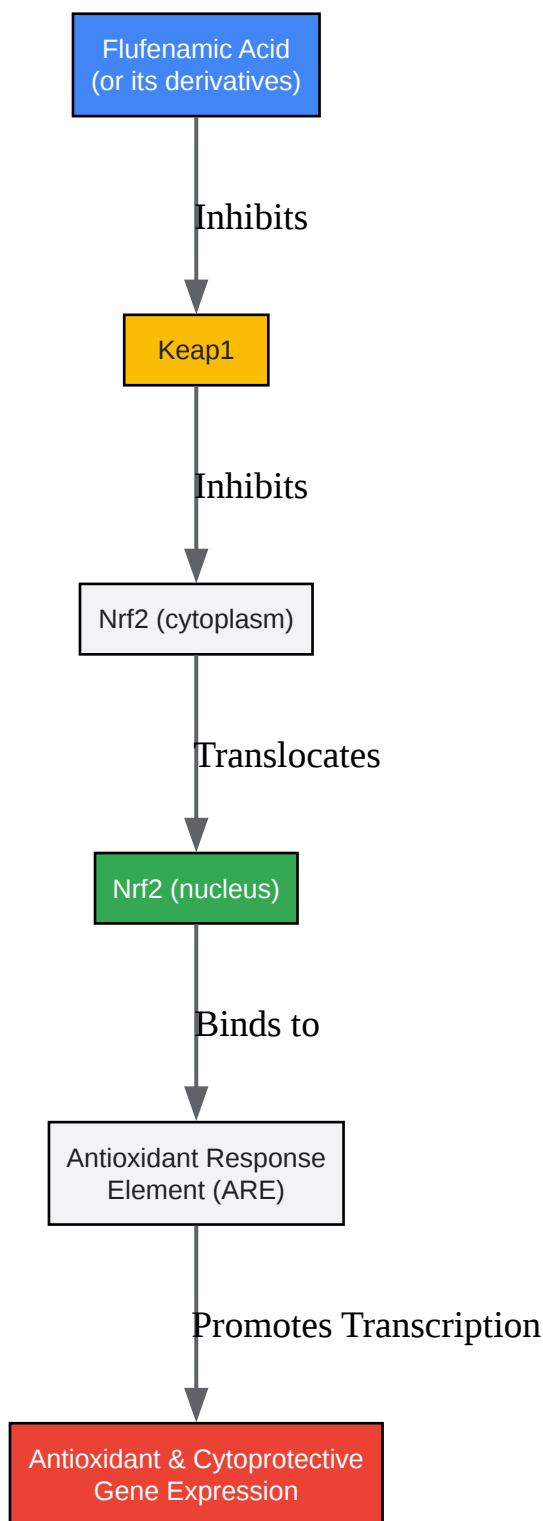 Flufenamic Acid
(or its derivatives)
Inhibits
Keap1
Inhibits
Nrf2 (cytoplasm)
Translocates
Nrf2 (nucleus)
Binds to
Antioxidant Response
Element (ARE)
Promotes Transcription
Antioxidant & Cytoprotective
Gene Expression